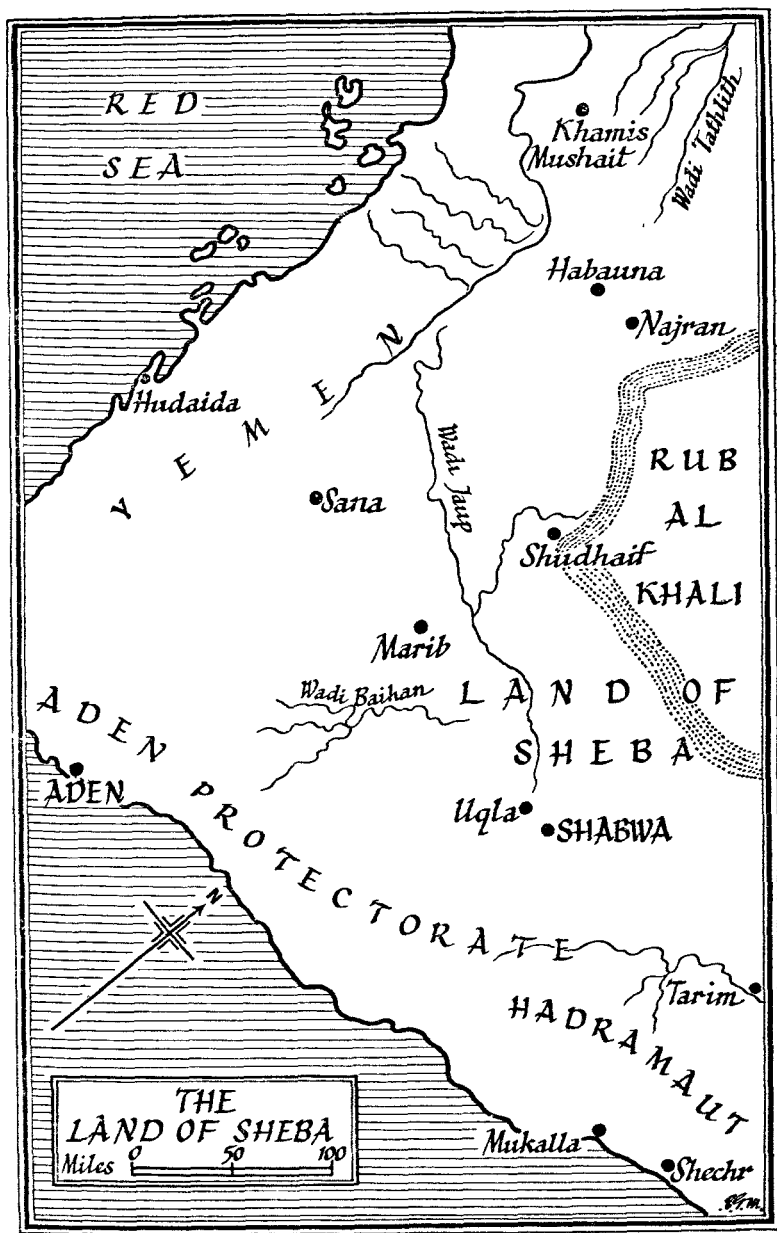 RED
SEA
Khamis
Mushait
Wadi Tathlith
Habauna
Najran
Hudaida
YEMEN
Wadi Jaup
RUB
AL
KHALI
Sana
Shudhaif
Marib
Wadi Baihan
LAND OF
SHEBA
ADEN PROTECTORATE
ADEN
Uqla
SHABWA
N
Tarim
HADRAMAUT
THE
LAND OF SHEBA
Miles 0 50 100
Mukalla
Shechr